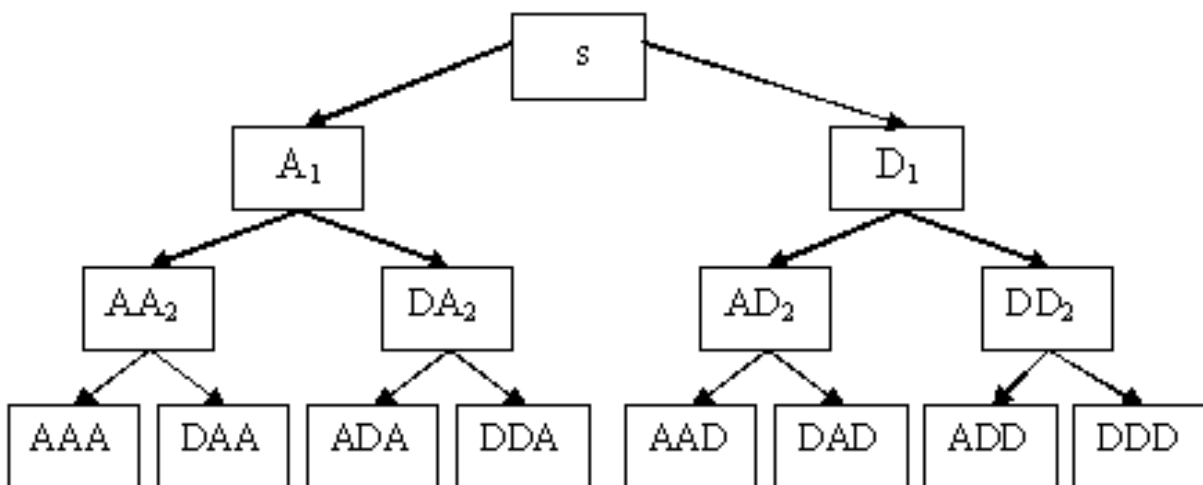 s
A₁ D₁
AA₂ DA₂ AD₂ DD₂
AAA DAA ADA DDA AAD DAD ADD DDD